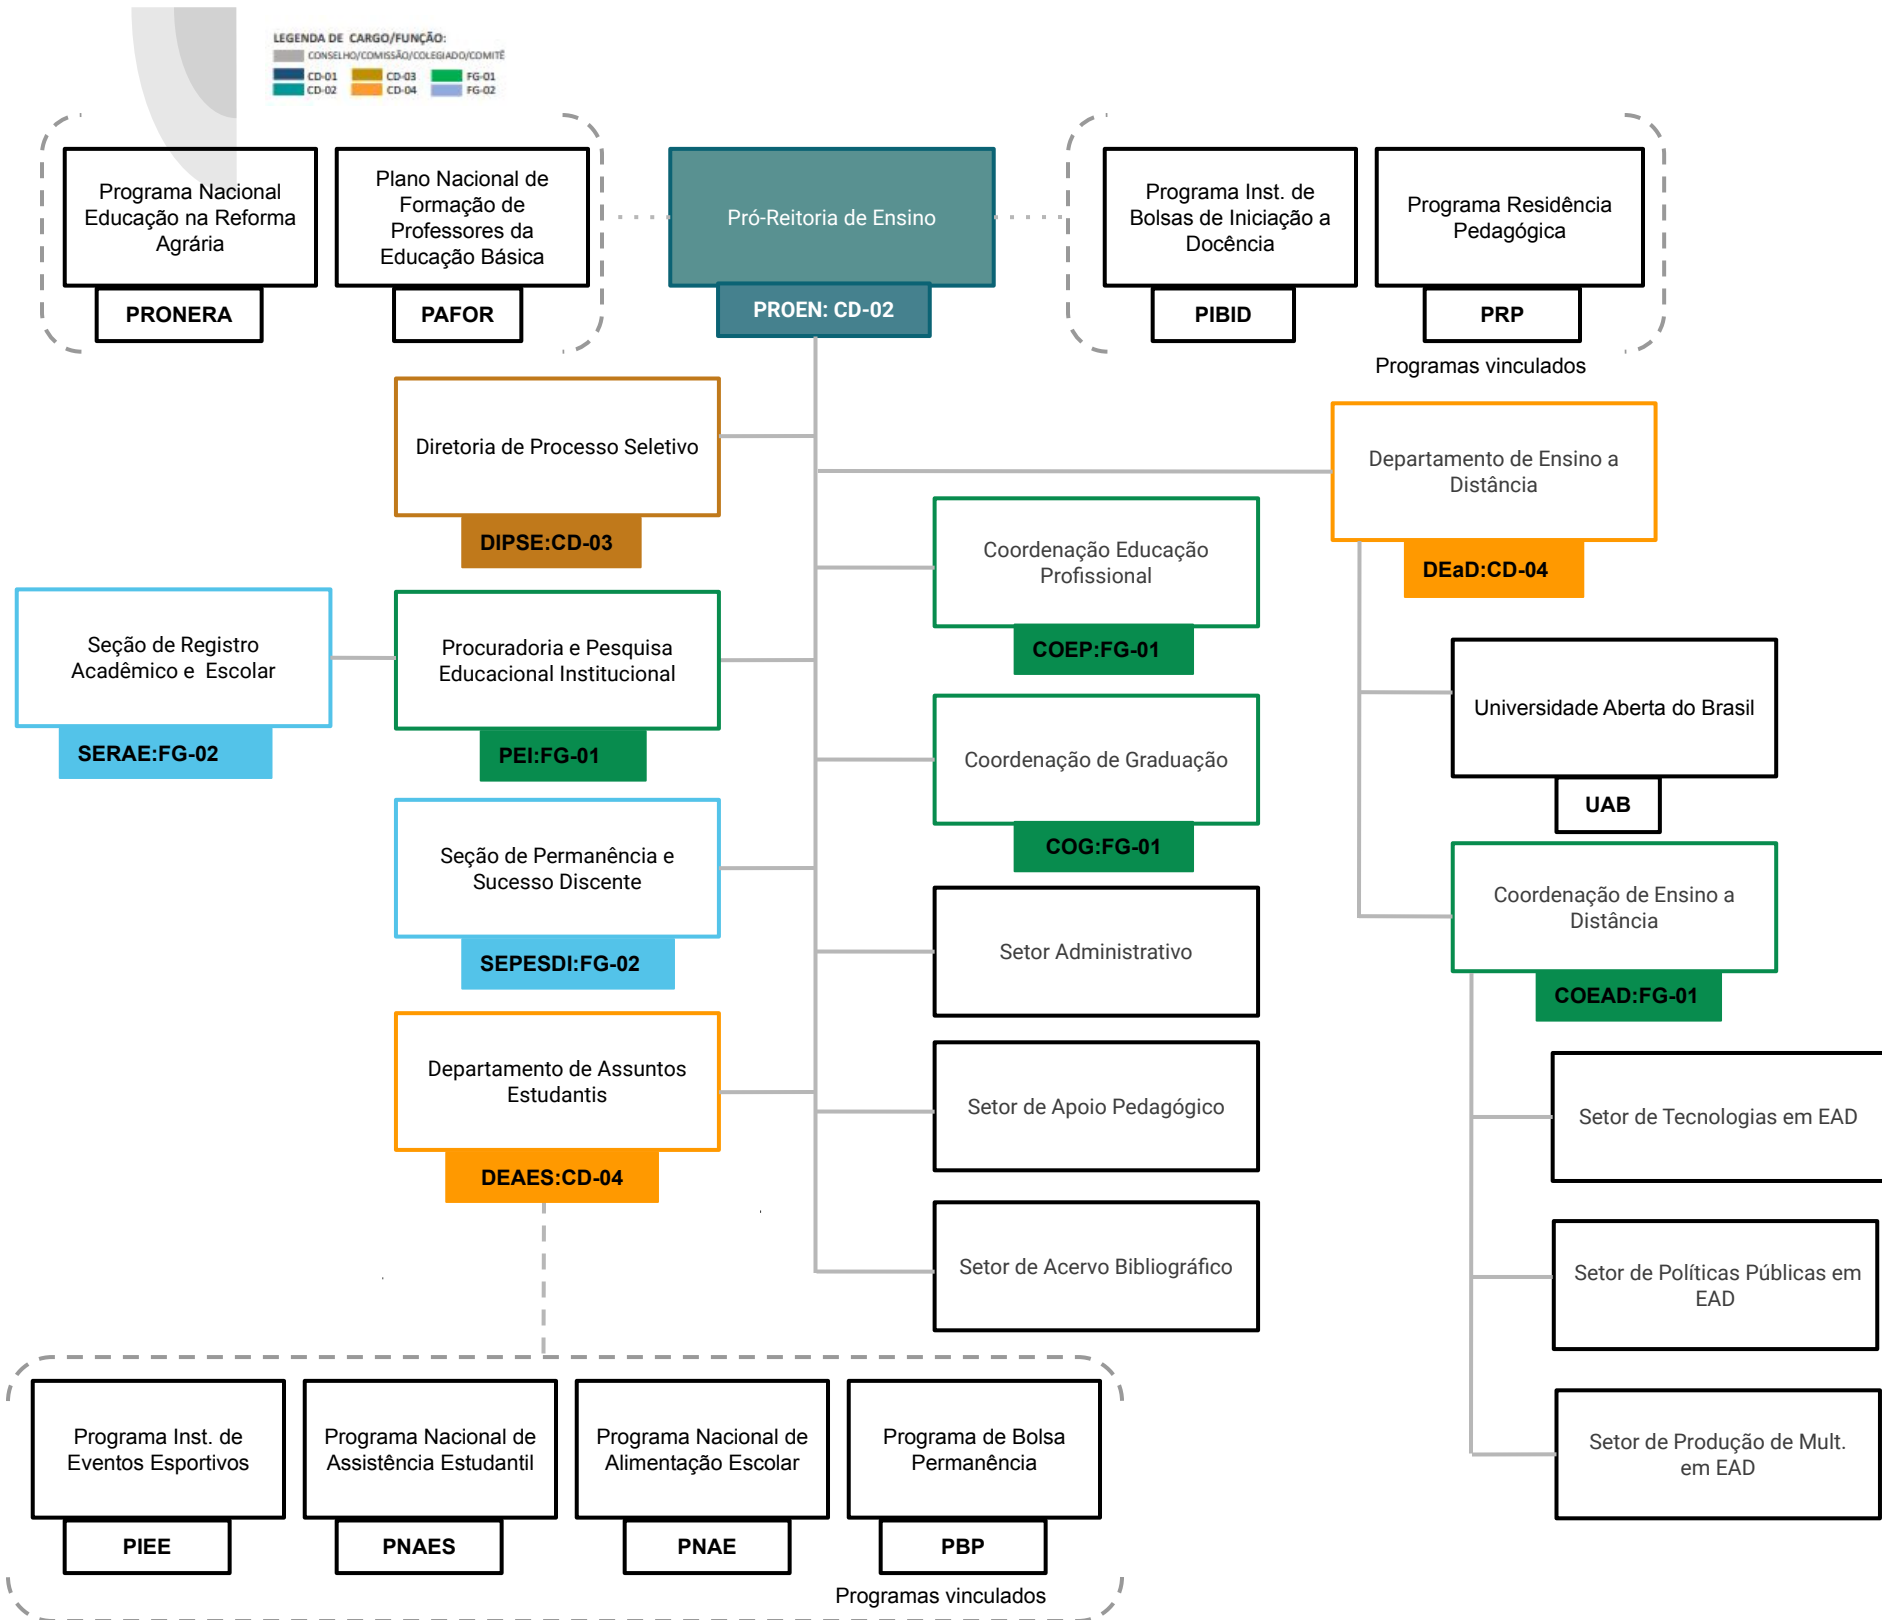 LEGENDA DE CARGO/FUNÇÃO:
CONSELHO/COMISSÃO/COLEGIADO/COMITÊ
CD-01 CD-03 FG-01
CD-02 CD-04 FG-02
Programa Nacional
Educação na Reforma
Agrária
PRONERA
Plano Nacional de
Formação de
Professores da
Educação Básica
PAFOR
Pró-Reitoria de Ensino
PROEN: CD-02
Programa Inst. de
Bolsas de Iniciação a
Docência
PIBID
Programa Residência
Pedagógica
PRP
Programas vinculados
Diretoria de Processo Seletivo
DIPSE:CD-03
Departamento de Ensino a
Distância
DEaD:CD-04
Coordenação Educação
Profissional
COEP:FG-01
Seção de Registro
Acadêmico e Escolar
SERAE:FG-02
Procuradoria e Pesquisa
Educacional Institucional
PEI:FG-01
Universidade Aberta do Brasil
UAB
Coordenação de Graduação
COG:FG-01
Seção de Permanência e
Sucesso Discente
SEPESDI:FG-02
Coordenação de Ensino a
Distância
COEAD:FG-01
Setor Administrativo
Departamento de Assuntos
Estudantis
DEAES:CD-04
Setor de Apoio Pedagógico
Setor de Tecnologias em EAD
Setor de Acervo Bibliográfico
Setor de Políticas Públicas em
EAD
Setor de Produção de Mult.
em EAD
Programa Inst. de
Eventos Esportivos
PIEE
Programa Nacional de
Assistência Estudantil
PNAES
Programa Nacional de
Alimentação Escolar
PNAE
Programa de Bolsa
Permanência
PBP
Programas vinculados